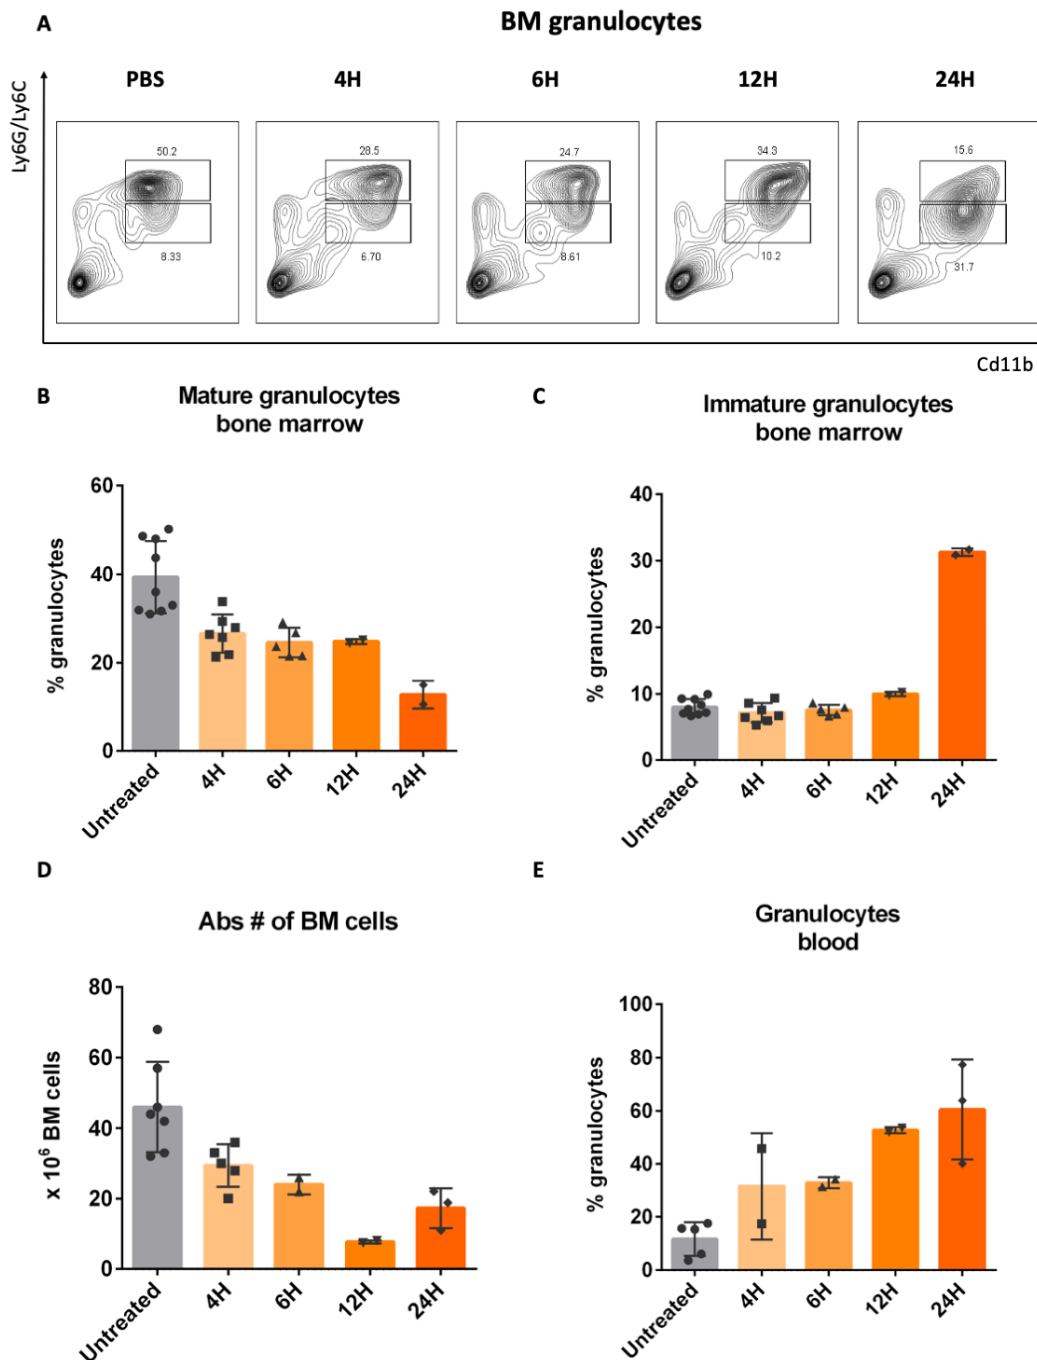 A
BM granulocytes
PBS 4H 6H 12H 24H
Ly6G/Ly6C
50.2 28.5 24.7 34.3 15.6
8.33 6.70 8.61 10.2 31.7
Cd11b
B
Mature granulocytes
bone marrow
% granulocytes
60
40
20
0
Untreated 4H 6H 12H 24H
C
Immature granulocytes
bone marrow
% granulocytes
40
30
20
10
0
Untreated 4H 6H 12H 24H
D
Abs # of BM cells
x 10⁶ BM cells
80
60
40
20
0
Untreated 4H 6H 12H 24H
E
Granulocytes
blood
% granulocytes
100
80
60
40
20
0
Untreated 4H 6H 12H 24H